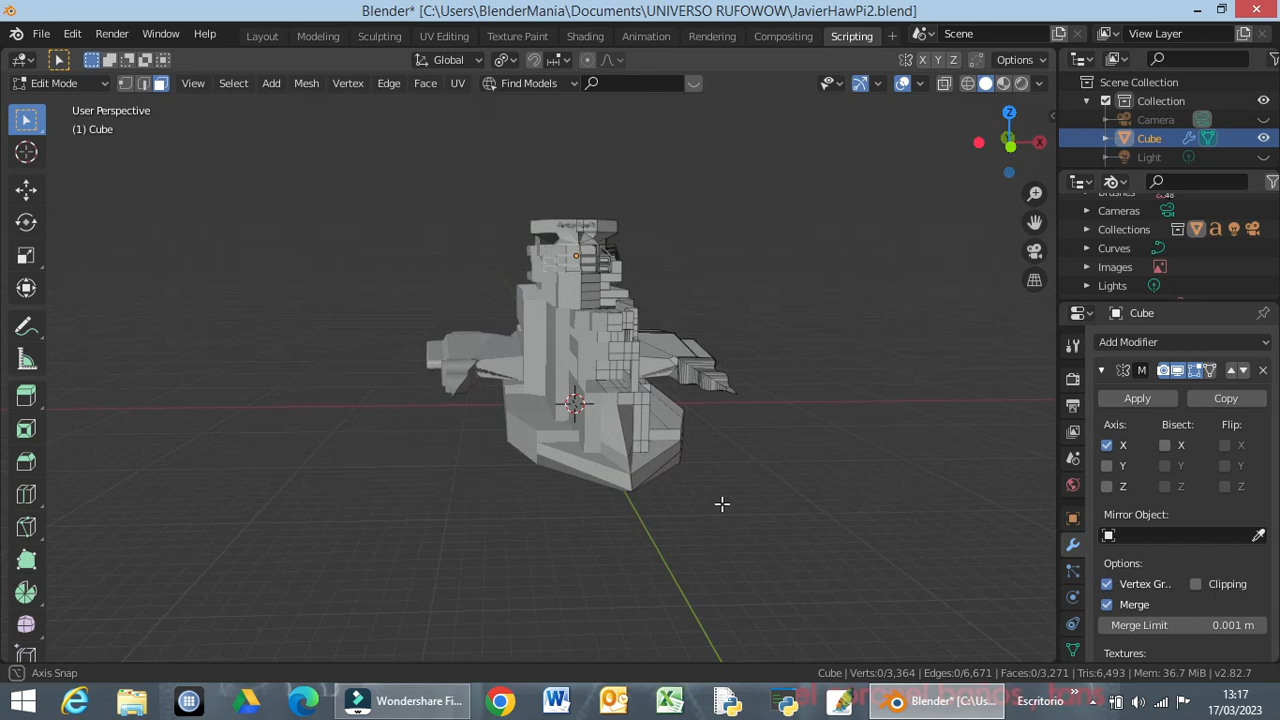 Blender* [C:\Users\BlenderMania\Documents\UNIVERSO RUFOWOW\JavierHawPi2.blend]
File Edit Render Window Help Layout Modeling Sculpting UV Editing Texture Paint Shading Animation Rendering Compositing Scripting Scene View Layer
Global X Y Z Options
Edit Mode View Select Add Mesh Vertex Edge Face UV Find Modes
User Perspective
(1) Cube
Z
X
Scene Collection
Collection
Camera
Cube
Light
Cameras
Collections
Curves
Images
Lights
Cube
Add Modifier
M
Apply Copy
Axis: Bisect: Flip:
X X X
Y Y Y
Z Z Z
Mirror Object:
Options:
Vertex Gr.. Clipping
Merge
Merge Limit 0.001 m
Textures:
Axis Snap
Cube | Verts:0/3,364 | Edges:0/6,671 | Faces:0/3,271 | Tris:6,493 | Mem: 36.7 MiB | v2.82.7
Wondershare Fi...
Blender* [C:\Us...
Escritorio
13:17
17/03/2023